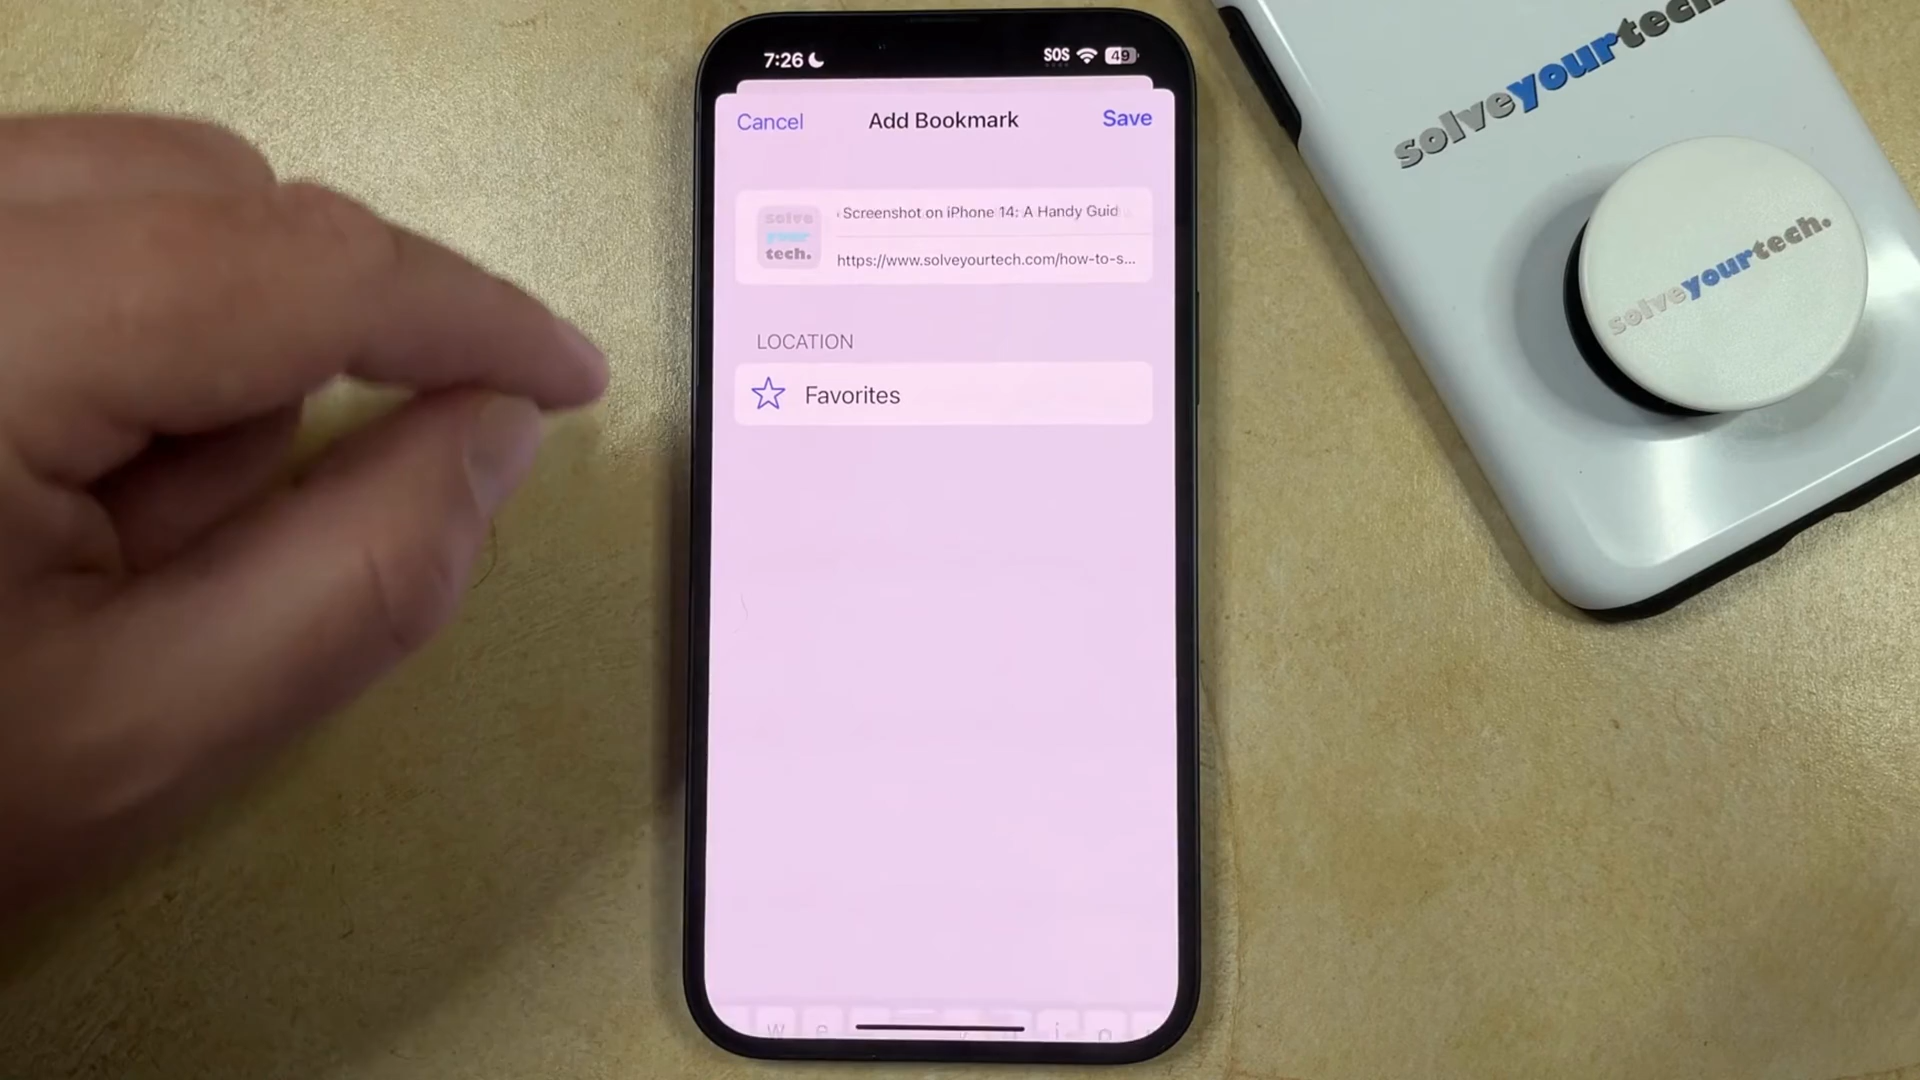 7:26
SOS
49
Cancel
Add Bookmark
Save
solve
your
tech.
Screenshot on iPhone 14: A Handy Guid
https://www.solveyourtech.com/how-to-s...
LOCATION
Favorites
w e i p
solveyourtech.
solveyourtech.